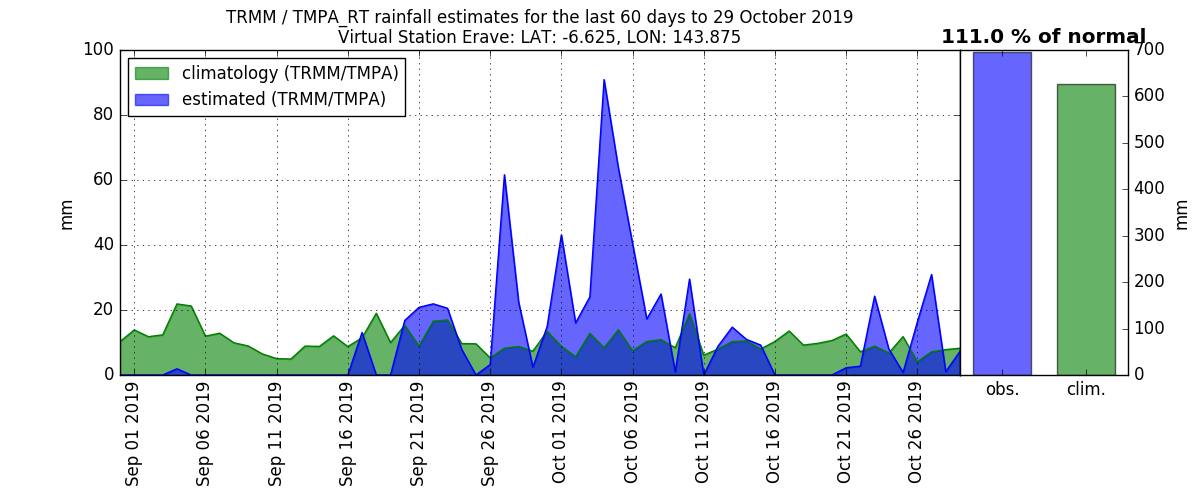 TRMM / TMPA_RT rainfall estimates for the last 60 days to 29 October 2019
Virtual Station Erave: LAT: -6.625, LON: 143.875
111.0 % of normal
climatology (TRMM/TMPA)
estimated (TRMM/TMPA)
100
80
60
40
20
0
mm
700
600
500
400
300
200
100
0
mm
obs.
clim.
Sep 01 2019
Sep 06 2019
Sep 11 2019
Sep 16 2019
Sep 21 2019
Sep 26 2019
Oct 01 2019
Oct 06 2019
Oct 11 2019
Oct 16 2019
Oct 21 2019
Oct 26 2019